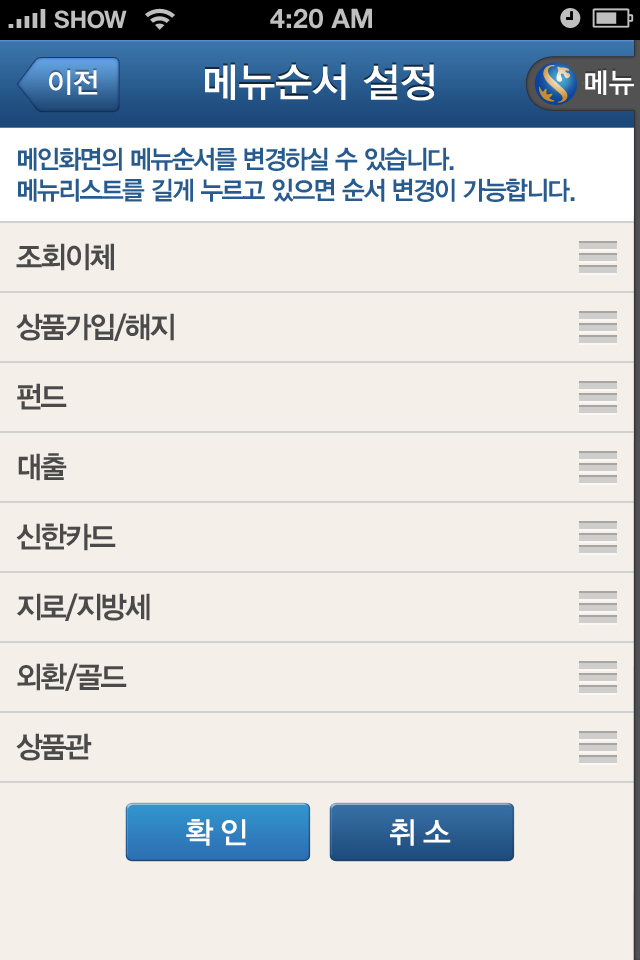 SHOW 4:20 AM
이전 메뉴순서 설정 메뉴
메인화면의 메뉴순서를 변경하실 수 있습니다.
메뉴리스트를 길게 누르고 있으면 순서 변경이 가능합니다.
조회이체
상품가입/해지
펀드
대출
신한카드
지로/지방세
외환/골드
상품관
확인 취소